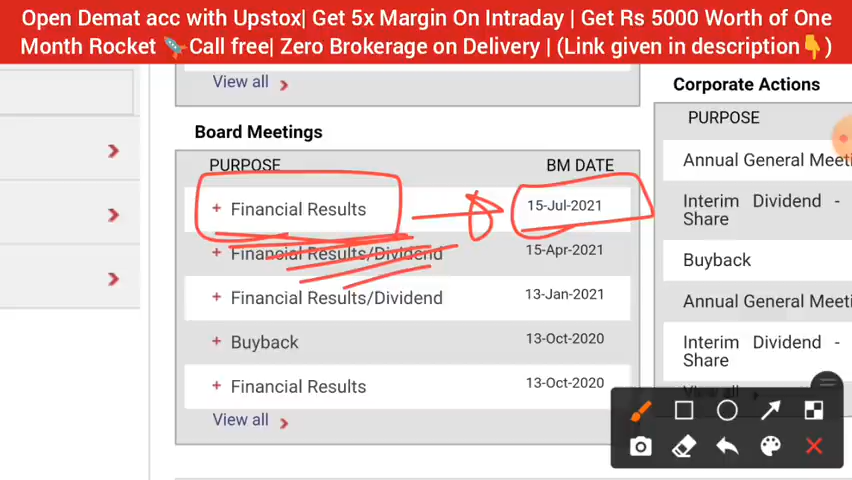 Open Demat acc with Upstox| Get 5x Margin On Intraday | Get Rs 5000 Worth of One
Month Rocket 🚀Call free| Zero Brokerage on Delivery | (Link given in description👇)
View all
Corporate Actions
Board Meetings
PURPOSE
PURPOSE BM DATE
Annual General Meeti
+ Financial Results 15-Jul-2021
Interim Dividend -
Share
+ Financial Results/Dividend 15-Apr-2021
Buyback
+ Financial Results/Dividend 13-Jan-2021
Annual General Meeti
+ Buyback 13-Oct-2020
Interim Dividend -
Share
+ Financial Results 13-Oct-2020
View all
View all